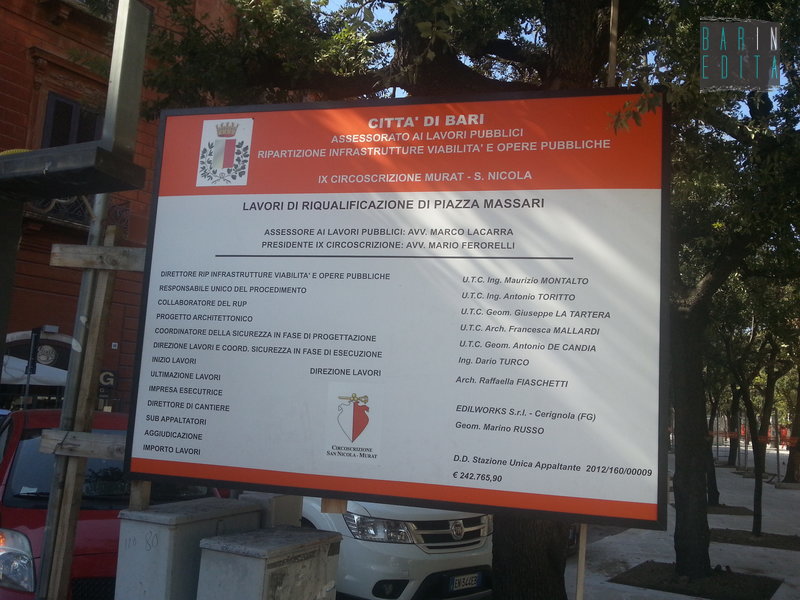 BARIN
EDITA
CITTA' DI BARI
ASSESSORATO AI LAVORI PUBBLICI
RIPARTIZIONE INFRASTRUTTURE VIABILITA' E OPERE PUBBLICHE
IX CIRCOSCRIZIONE MURAT - S. NICOLA
LAVORI DI RIQUALIFICAZIONE DI PIAZZA MASSARI
ASSESSORE AI LAVORI PUBBLICI: AVV. MARCO LACARRA
PRESIDENTE IX CIRCOSCRIZIONE: AVV. MARIO FERORELLI
DIRETTORE RIP INFRASTRUTTURE VIABILITA' E OPERE PUBBLICHE
U.T.C. Ing. Maurizio MONTALTO
RESPONSABILE UNICO DEL PROCEDIMENTO
U.T.C. Ing. Antonio TORITTO
COLLABORATORE DEL RUP
U.T.C. Geom. Giuseppe LA TARTERA
PROGETTO ARCHITETTONICO
U.T.C. Arch. Francesca MALLARDI
COORDINATORE DELLA SICUREZZA IN FASE DI PROGETTAZIONE
U.T.C. Geom. Antonio DE CANDIA
DIREZIONE LAVORI E COORD. SICUREZZA IN FASE DI ESECUZIONE
Ing. Dario TURCO
INIZIO LAVORI
DIREZIONE LAVORI
Arch. Raffaella FIASCHETTI
ULTIMAZIONE LAVORI
IMPRESA ESECUTRICE
EDILWORKS S.r.l. - Cerignola (FG)
DIRETTORE DI CANTIERE
Geom. Marino RUSSO
SUB APPALTATORI
AGGIUDICAZIONE
D.D. Stazione Unica Appaltante 2012/160/00009
IMPORTO LAVORI
€ 242.765,90
CIRCOSCRIZIONE
SAN NICOLA - MURAT
G